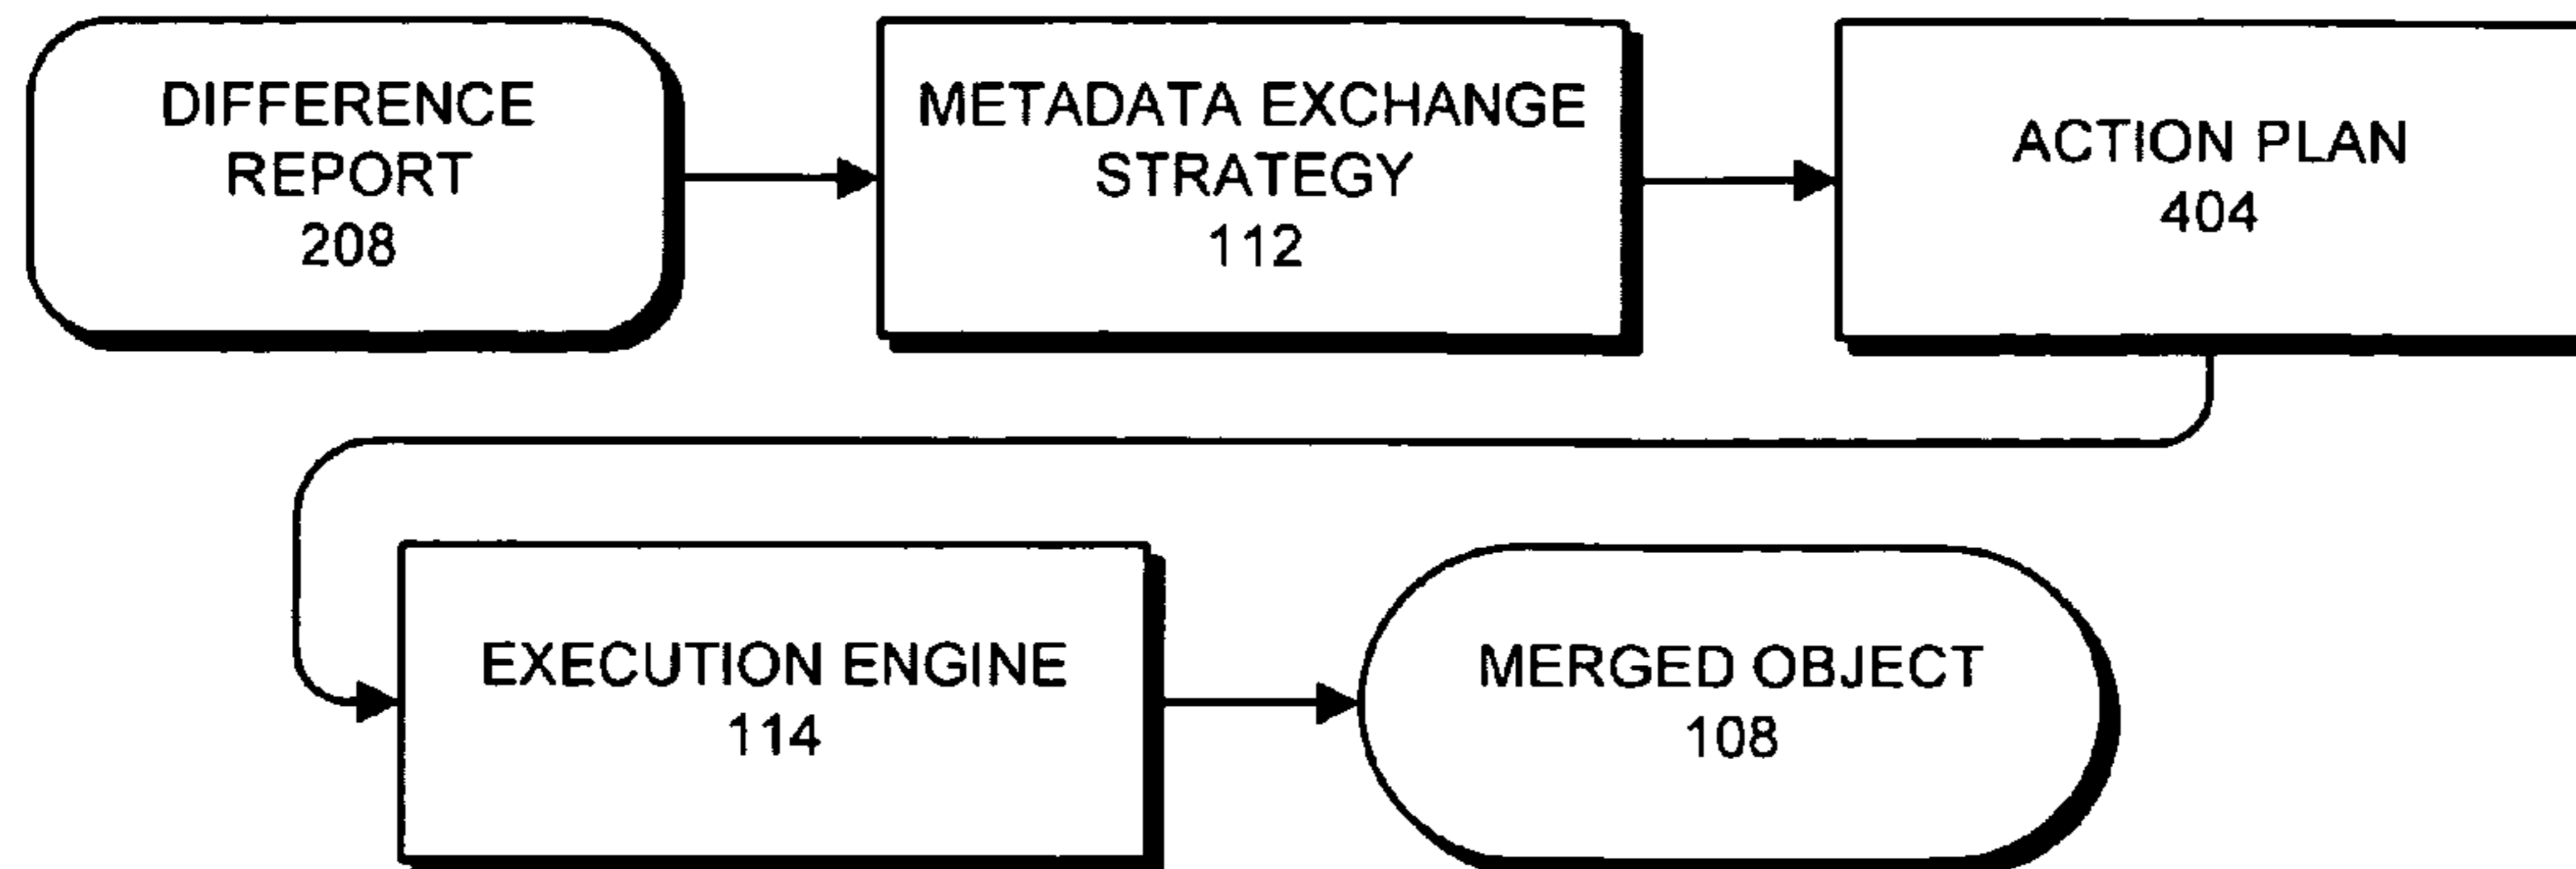 DIFFERENCE
REPORT
208
METADATA EXCHANGE
STRATEGY
112
ACTION PLAN
404
EXECUTION ENGINE
114
MERGED OBJECT
108